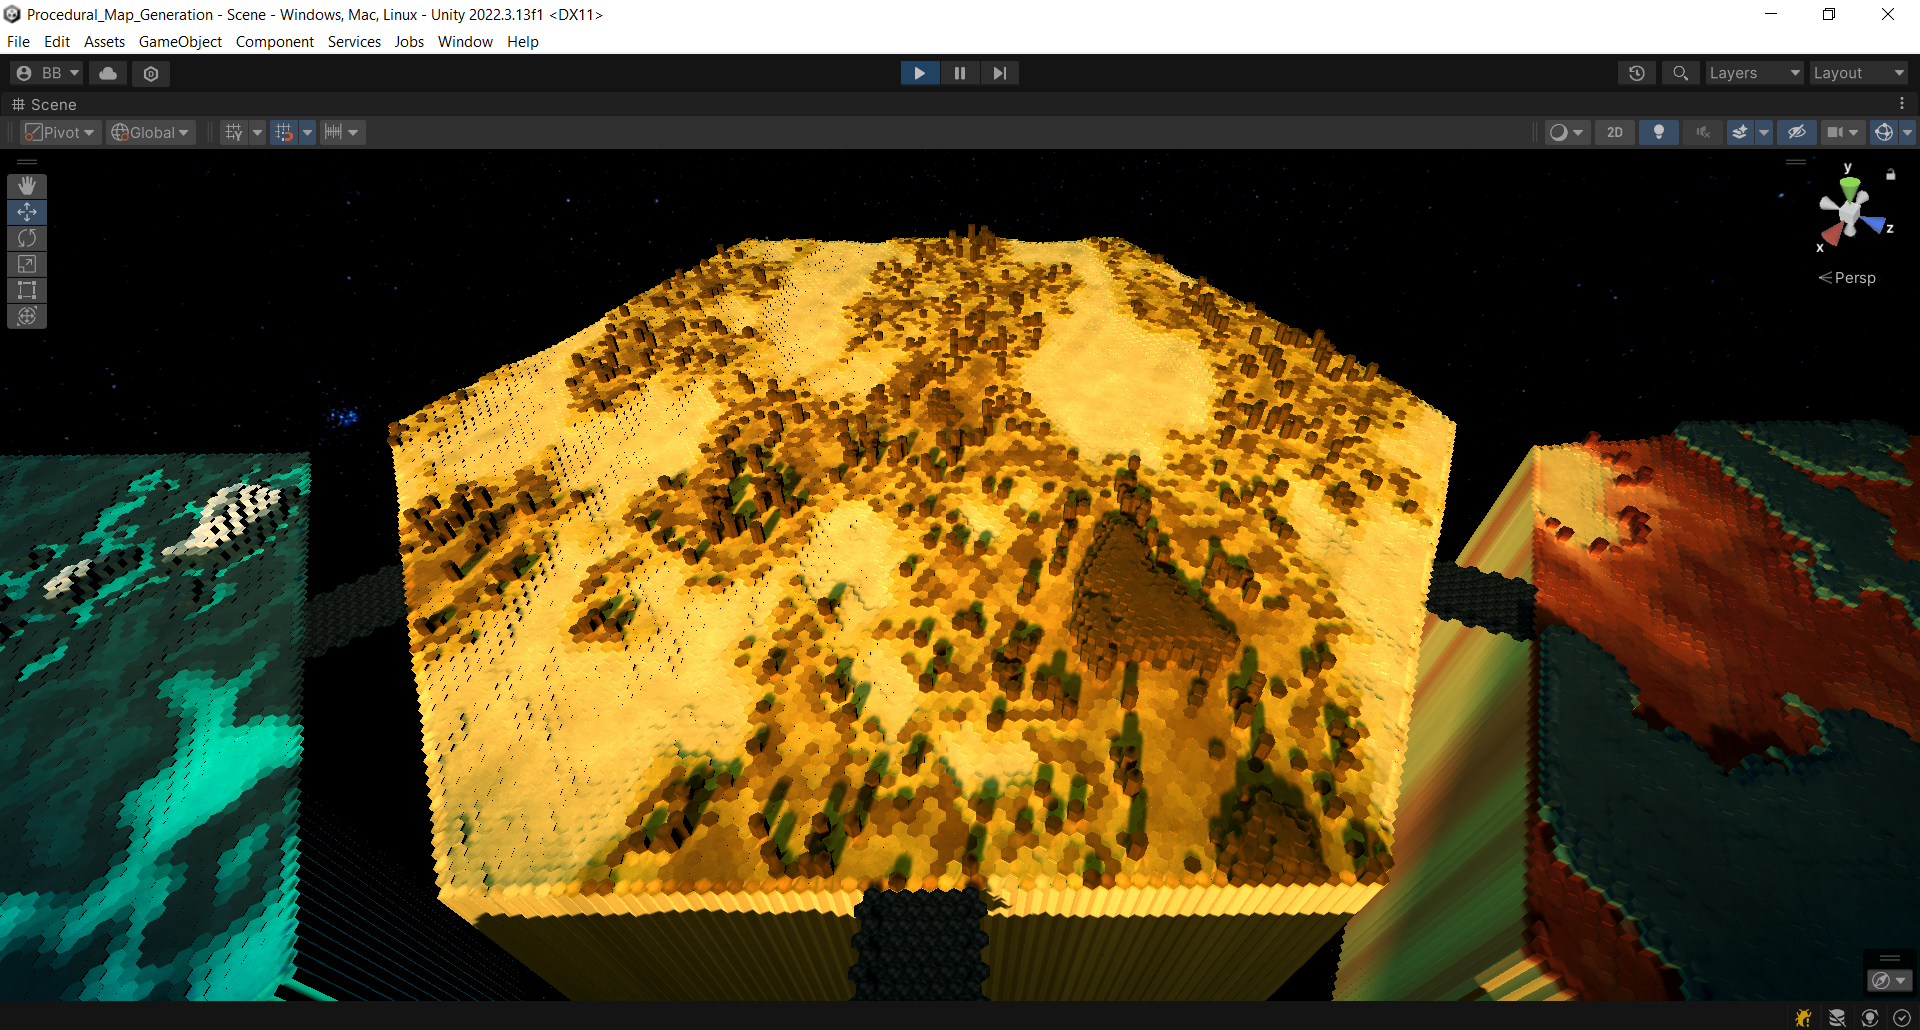 Procedural_Map_Generation - Scene - Windows, Mac, Linux - Unity 2022.3.13f1 <DX11>
File Edit Assets GameObject Component Services Jobs Window Help
BB Layers Layout
Scene
Pivot Global 2D
y
z
x
Persp